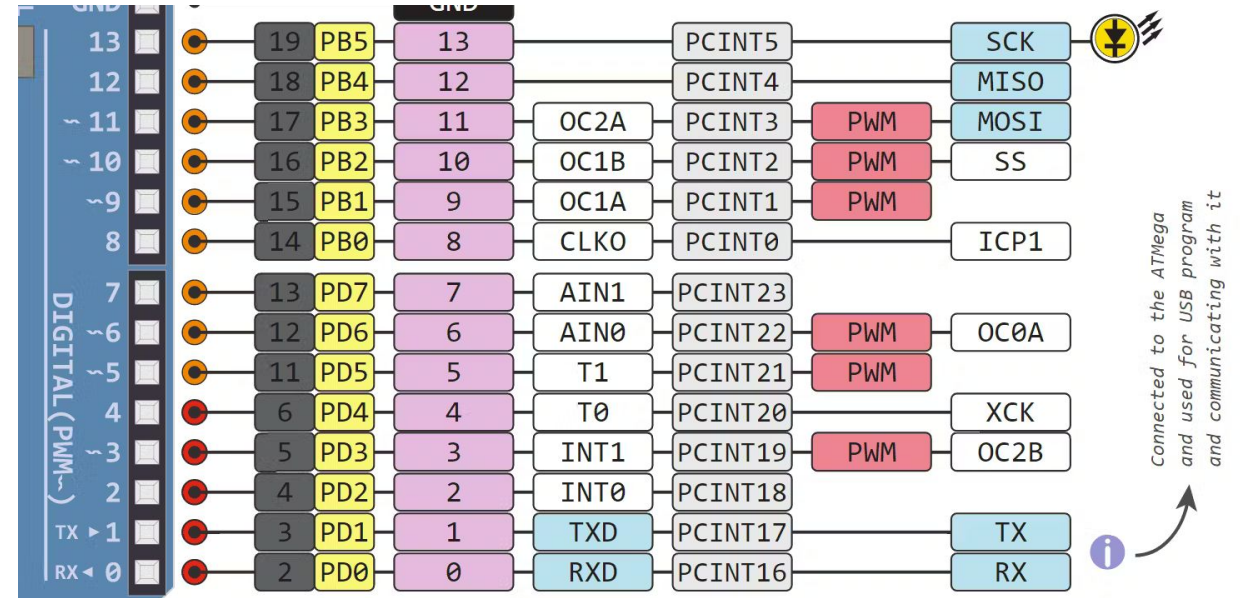 GND GND
13 19 PB5 13 PCINT5 SCK
12 18 PB4 12 PCINT4 MISO
~ 11 17 PB3 11 OC2A PCINT3 PWM MOSI
~ 10 16 PB2 10 OC1B PCINT2 PWM SS
~9 15 PB1 9 OC1A PCINT1 PWM
8 14 PB0 8 CLKO PCINT0 ICP1
7 13 PD7 7 AIN1 PCINT23
~6 12 PD6 6 AIN0 PCINT22 PWM OC0A
~5 11 PD5 5 T1 PCINT21 PWM
4 6 PD4 4 T0 PCINT20 XCK
~3 5 PD3 3 INT1 PCINT19 PWM OC2B
2 4 PD2 2 INT0 PCINT18
TX ▸ 1 3 PD1 1 TXD PCINT17 TX
RX ◂ 0 2 PD0 0 RXD PCINT16 RX
DIGITAL(PWM~)
Connected to the ATMega
and used for USB program
and communicating with it
i